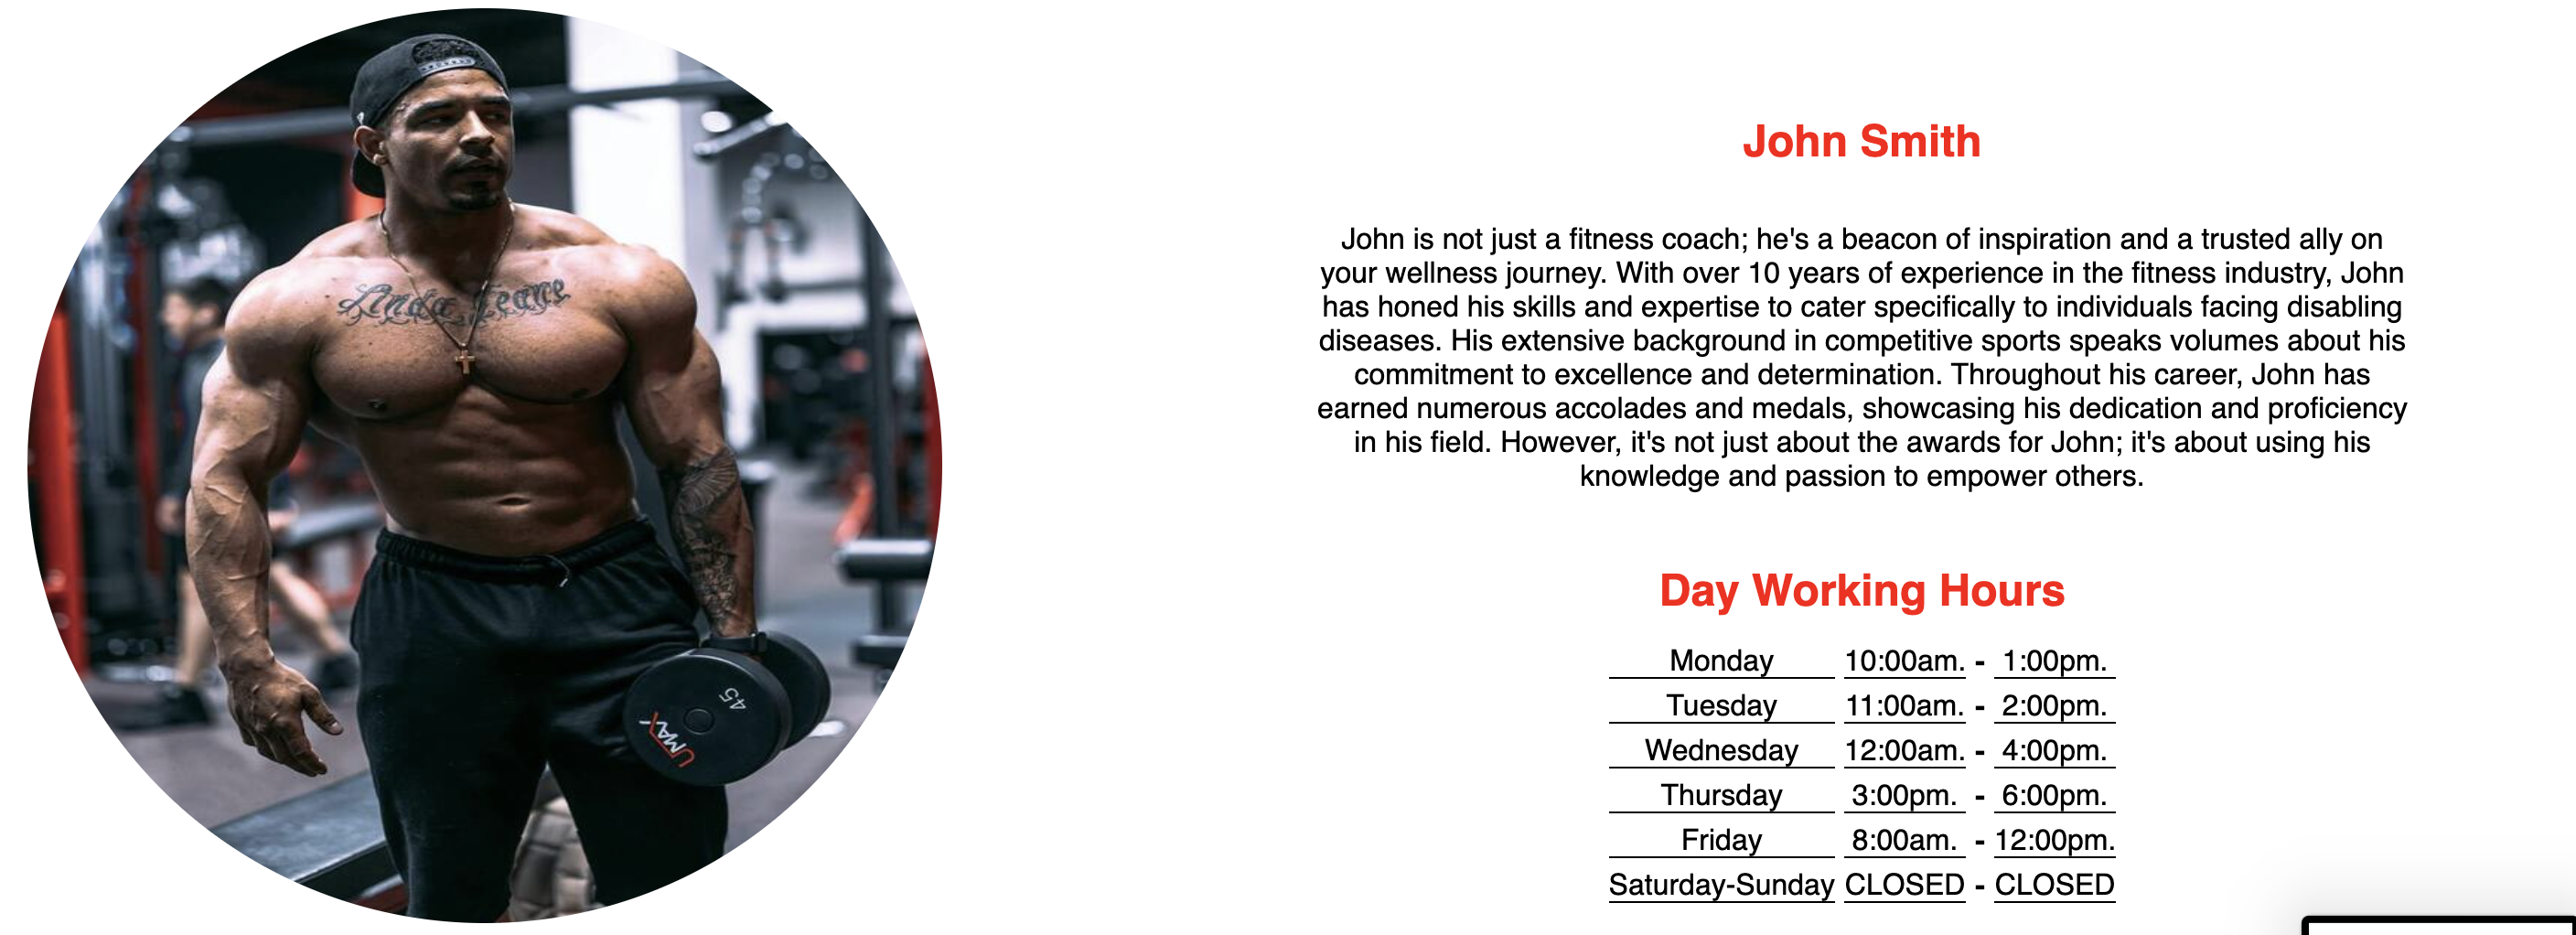 Linda Jeane
45
UMAX
John Smith
John is not just a fitness coach; he's a beacon of inspiration and a trusted ally on
your wellness journey. With over 10 years of experience in the fitness industry, John
has honed his skills and expertise to cater specifically to individuals facing disabling
diseases. His extensive background in competitive sports speaks volumes about his
commitment to excellence and determination. Throughout his career, John has
earned numerous accolades and medals, showcasing his dedication and proficiency
in his field. However, it's not just about the awards for John; it's about using his
knowledge and passion to empower others.
Day Working Hours
Monday 10:00am. - 1:00pm.
Tuesday 11:00am. - 2:00pm.
Wednesday 12:00am. - 4:00pm.
Thursday 3:00pm. - 6:00pm.
Friday 8:00am. - 12:00pm.
Saturday-Sunday CLOSED - CLOSED